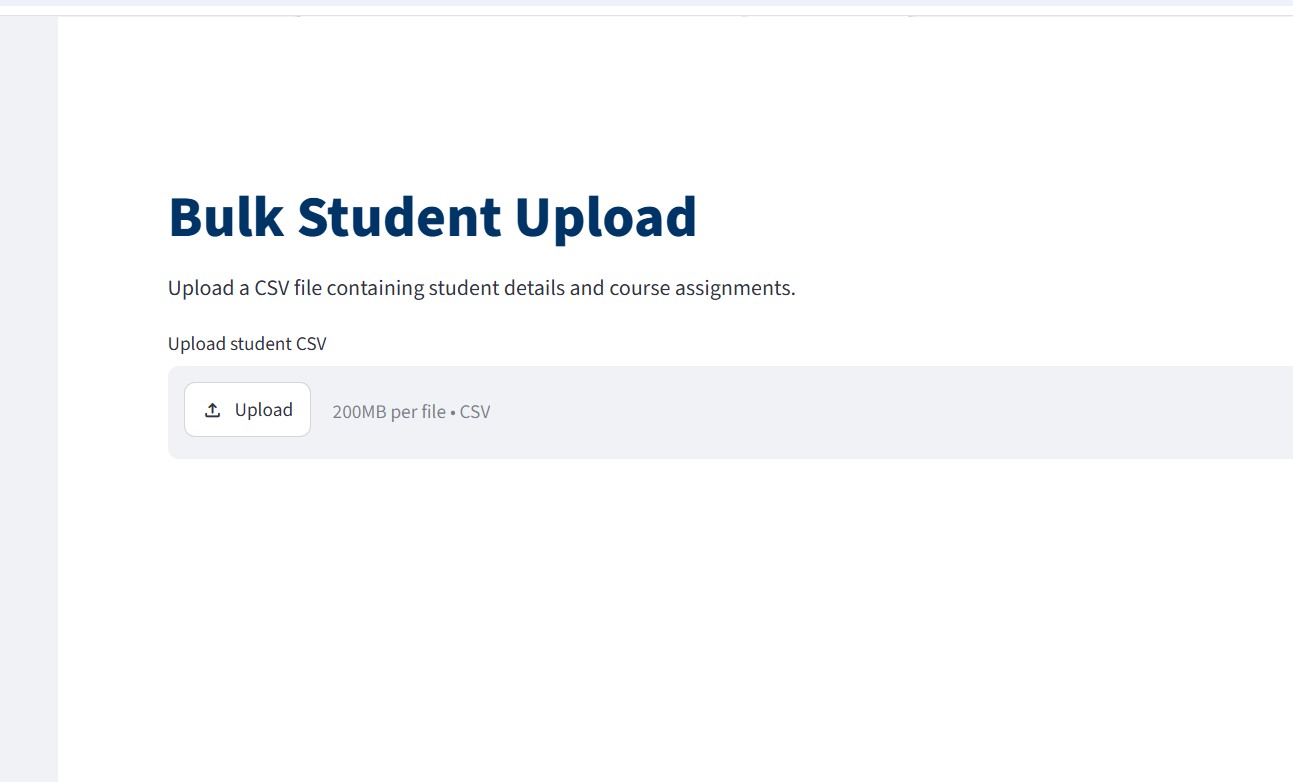 Bulk Student Upload
Upload a CSV file containing student details and course assignments.
Upload student CSV
Upload 200MB per file • CSV